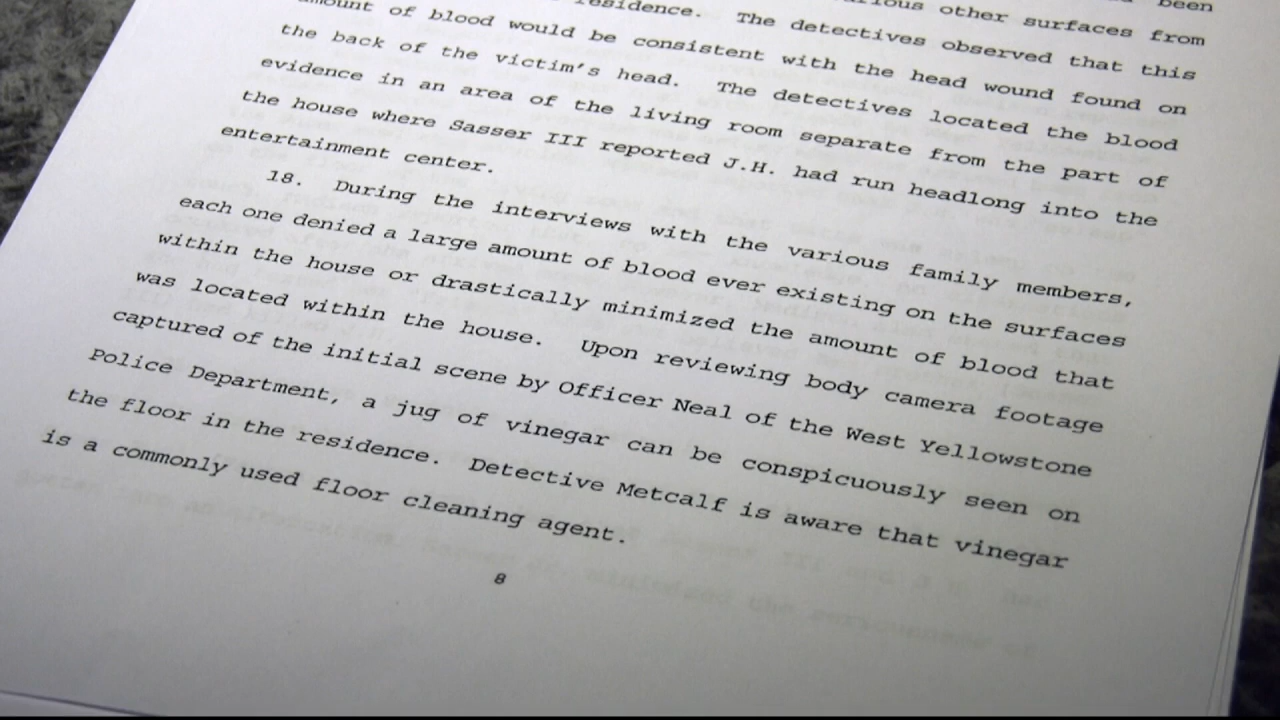 been
various other surfaces from
residence. The detectives observed that this
amount of blood would be consistent with the head wound found on
the back of the victim's head. The detectives located the blood
evidence in an area of the living room separate from the part of
the house where Sasser III reported J.H. had run headlong into the
entertainment center.
18. During the interviews with the various family members,
each one denied a large amount of blood ever existing on the surfaces
within the house or drastically minimized the amount of blood that
was located within the house. Upon reviewing body camera footage
captured of the initial scene by Officer Neal of the West Yellowstone
Police Department, a jug of vinegar can be conspicuously seen on
the floor in the residence. Detective Metcalf is aware that vinegar
is a commonly used floor cleaning agent.
8